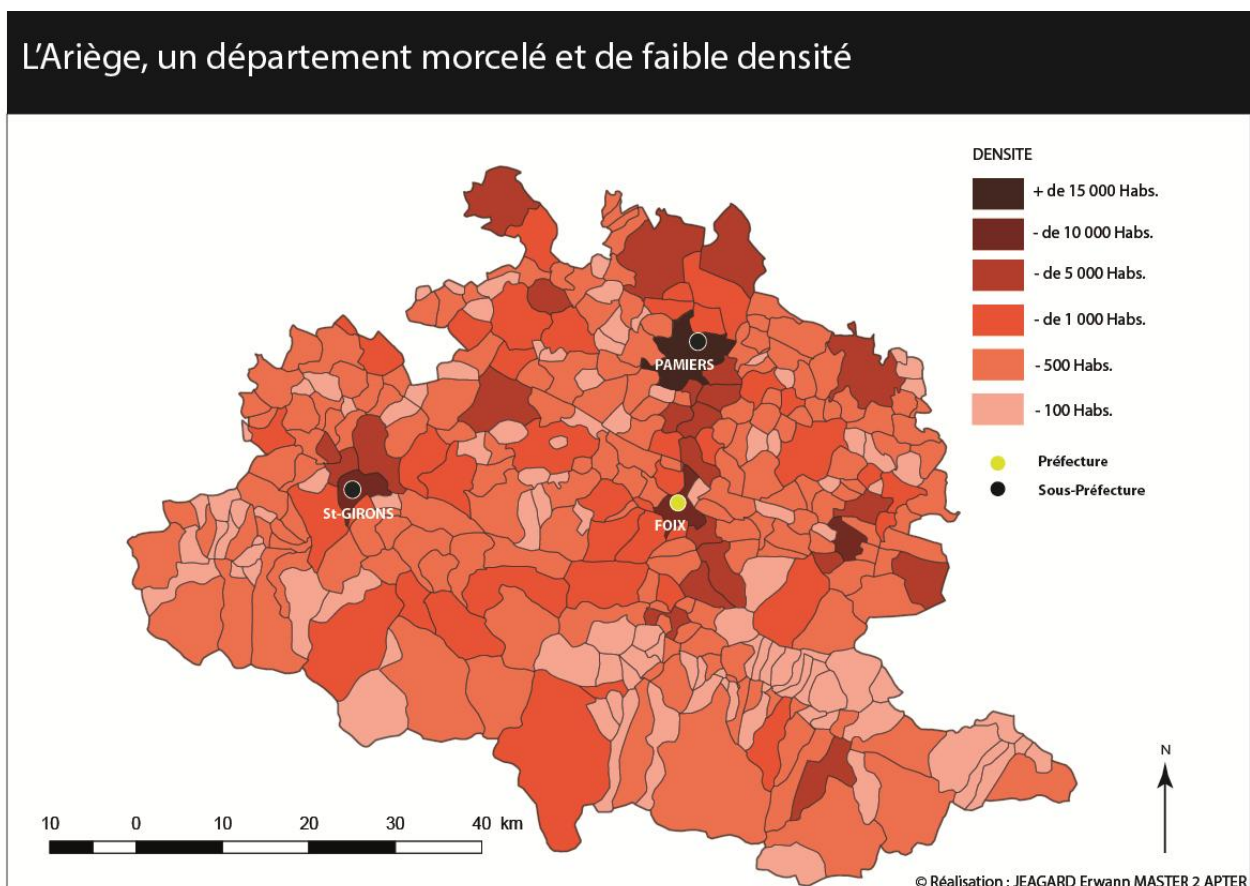 L'Ariège, un département morcelé et de faible densité
DENSITE
+ de 15 000 Habs.
- de 10 000 Habs.
- de 5 000 Habs.
- de 1 000 Habs.
- 500 Habs.
- 100 Habs.
Préfecture
Sous-Préfecture
PAMIERS
St-GIRONS
FOIX
N
10 0 10 20 30 40 km
© Réalisation : JEAGARD Erwann MASTER 2 APTER